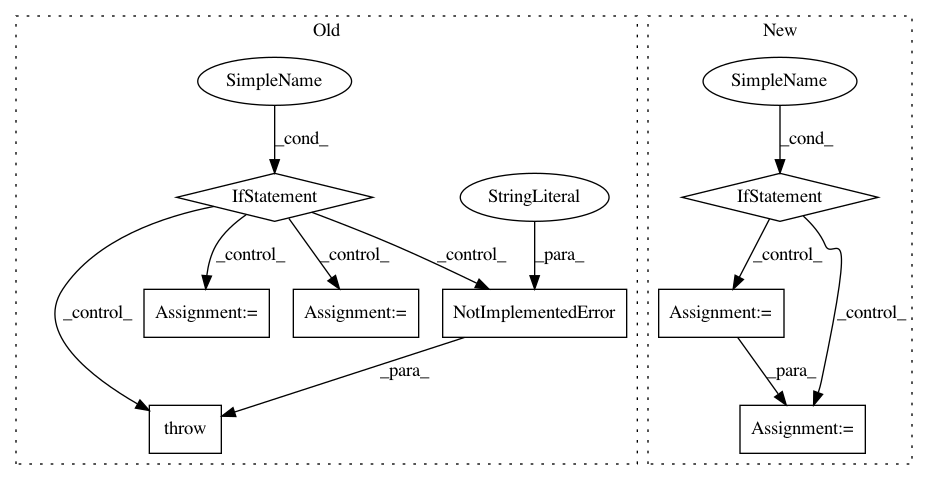 Old
New
SimpleName
SimpleName
_cond_
_cond_
IfStatement
StringLiteral
IfStatement
_control_
_control_
_control_
_control_
_para_
_control_
_control_
Assignment:=
Assignment:=
NotImplementedError
Assignment:=
_para_
_para_
throw
Assignment:=